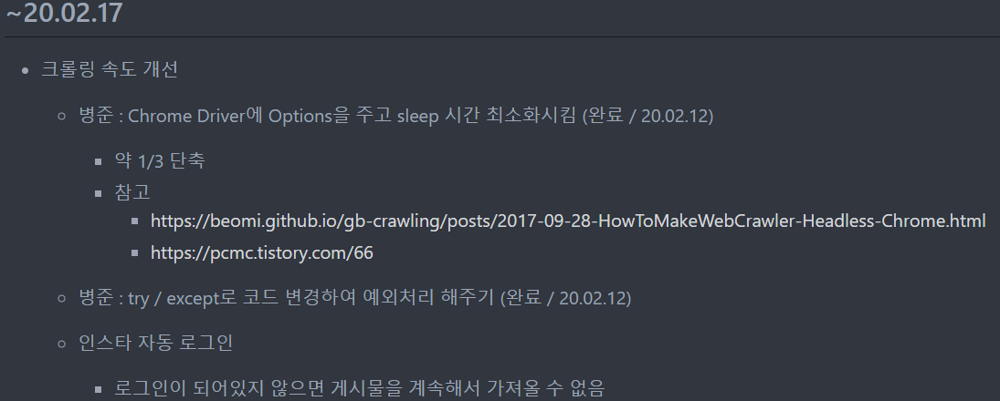 ~20.02.17
크롤링 속도 개선
병준 : Chrome Driver에 Options을 주고 sleep 시간 최소화시킴 (완료 / 20.02.12)
약 1/3 단축
참고
https://beomi.github.io/gb-crawling/posts/2017-09-28-HowToMakeWebCrawler-Headless-Chrome.html
https://pcmc.tistory.com/66
병준 : try / except로 코드 변경하여 예외처리 해주기 (완료 / 20.02.12)
인스타 자동 로그인
로그인이 되어있지 않으면 게시물을 계속해서 가져올 수 없음